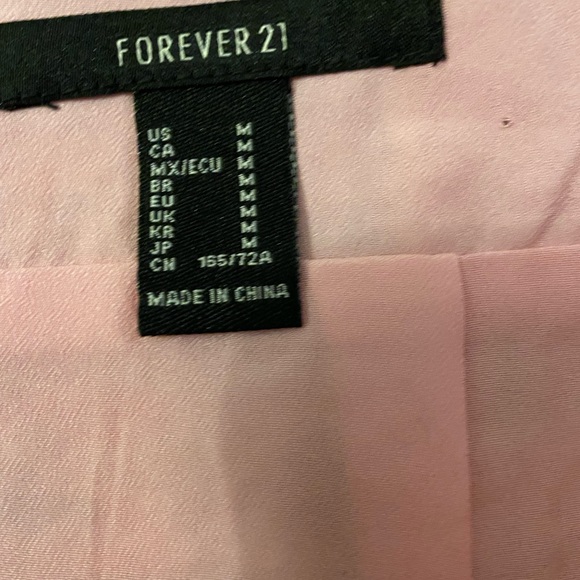 FOREVER 21
US M
CA M
MX/ECU M
BR M
EU M
UK M
KR M
JP M
CN 165/72A
MADE IN CHINA